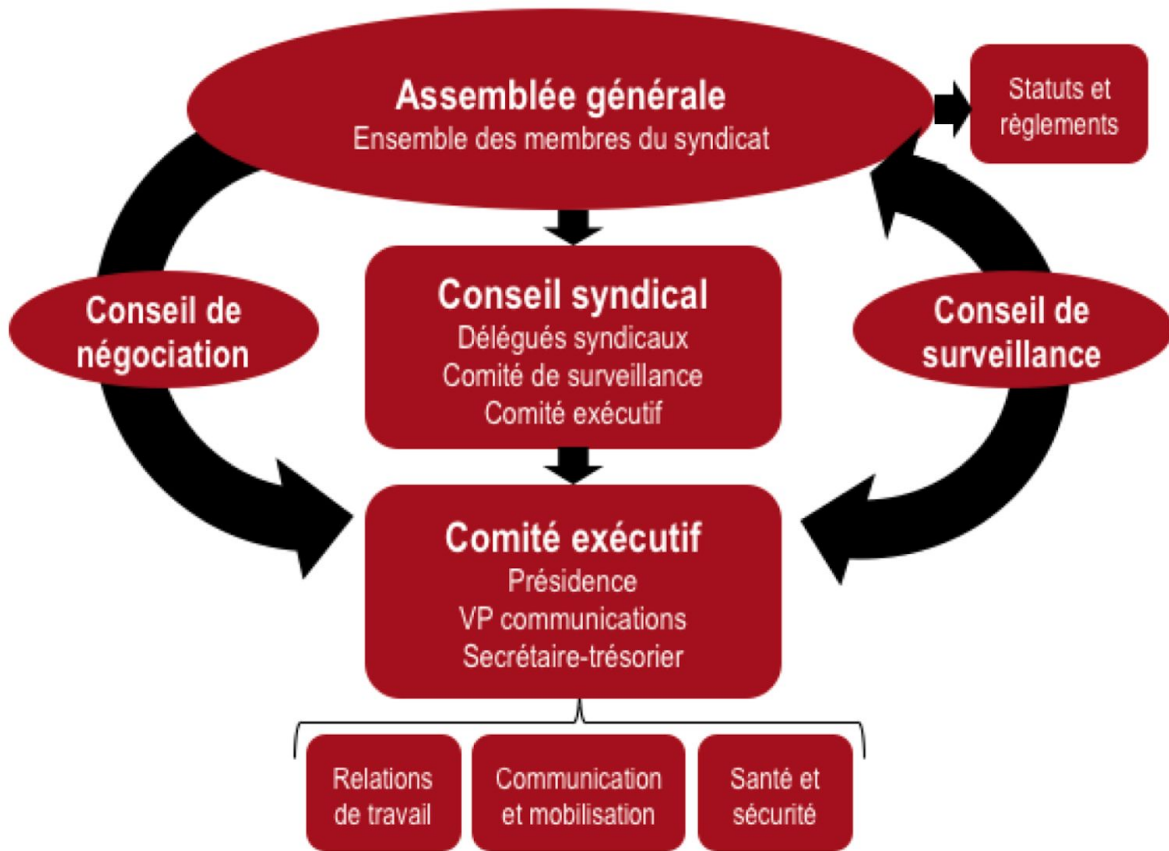 Assemblée générale
Ensemble des membres du syndicat
Statuts et
règlements
Conseil de
négociation
Conseil syndical
Délégués syndicaux
Comité de surveillance
Comité exécutif
Conseil de
surveillance
Comité exécutif
Présidence
VP communications
Secrétaire-trésorier
Relations
de travail
Communication
et mobilisation
Santé et
sécurité